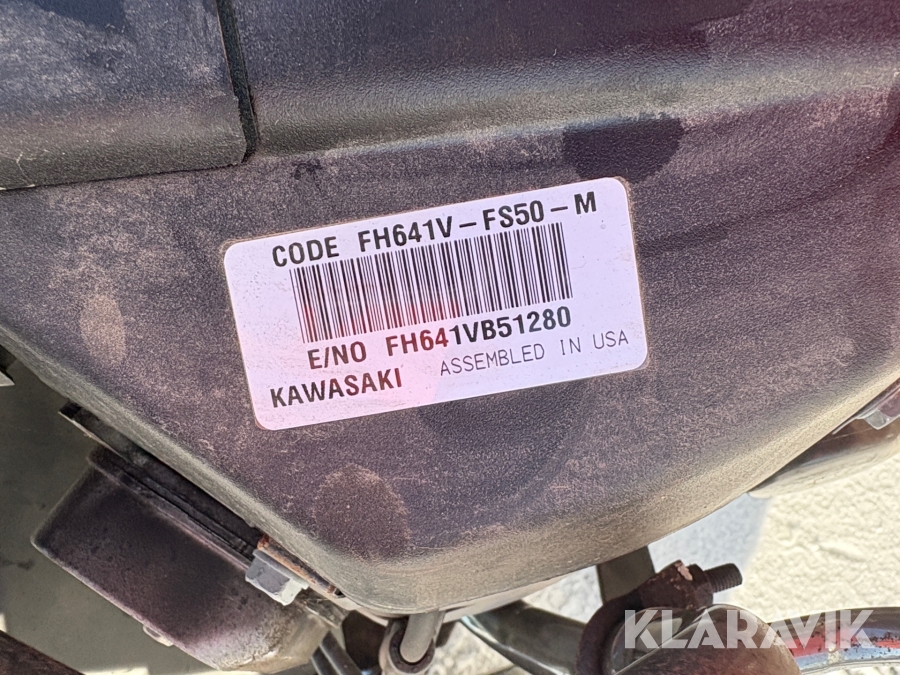 CODE FH641V-FS50-M
E/NO FH641VB51280
KAWASAKI ASSEMBLED IN USA
KLARAVIK